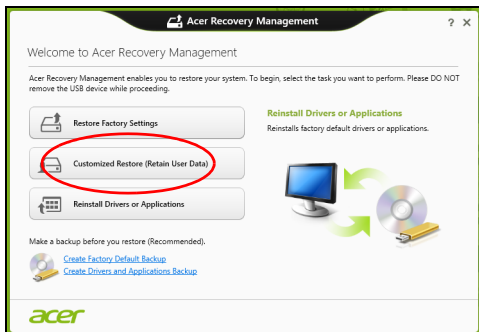 Acer Recovery Management
? ×
Welcome to Acer Recovery Management
Acer Recovery Management enables you to restore your system. To begin, select the task you want to perform. Please DO NOT
remove the USB device while proceeding.
Restore Factory Settings
Customized Restore (Retain User Data)
Reinstall Drivers or Applications
Reinstall Drivers or Applications
Reinstalls factory default drivers or applications.
Make a backup before you restore (Recommended).
Create Factory Default Backup
Create Drivers and Applications Backup
acer